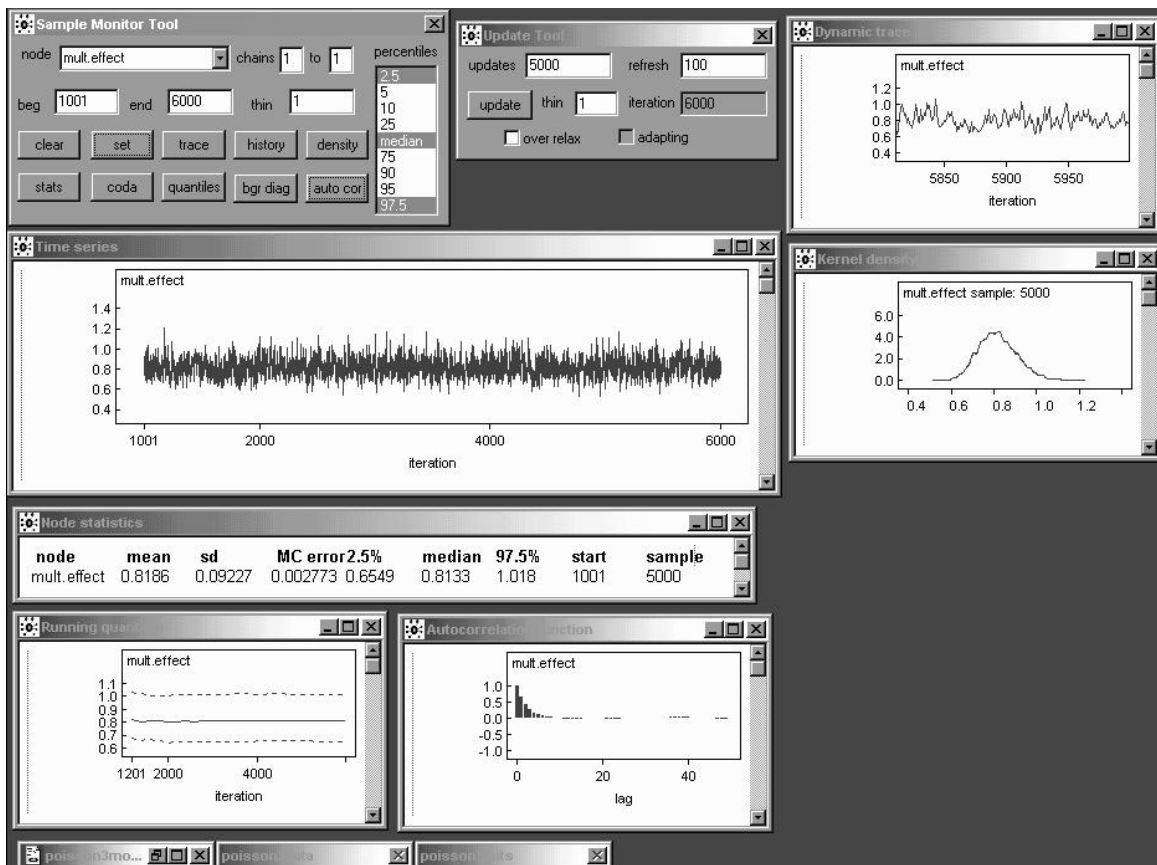 Sample Monitor Tool
node mult.effect chains 1 to 1 percentiles
2.5
5
10
25
median
75
90
95
97.5
beg 1001 end 6000 thin 1
clear set trace history density
stats coda quantiles bgr diag auto cor
Update Tool
updates 5000 refresh 100
update thin 1 iteration 6000
over relax adapting
Dynamic trace
mult.effect
1.2
1.0
0.8
0.6
0.4
5850 5900 5950
iteration
Time series
mult.effect
1.4
1.2
1.0
0.8
0.6
0.4
1001 2000 4000 6000
iteration
Kernel density
mult.effect sample: 5000
6.0
4.0
2.0
0.0
0.4 0.6 0.8 1.0 1.2
Node statistics
node mean sd MC error 2.5% median 97.5% start sample
mult.effect 0.8186 0.09227 0.002773 0.6549 0.8133 1.018 1001 5000
Running
mult.effect
1.1
1.0
0.9
0.8
0.7
0.6
1201 2000 4000
iteration
Autocorrelation function
mult.effect
1.0
0.5
0.0
-0.5
-1.0
0 20 40
lag
poisson3mo...